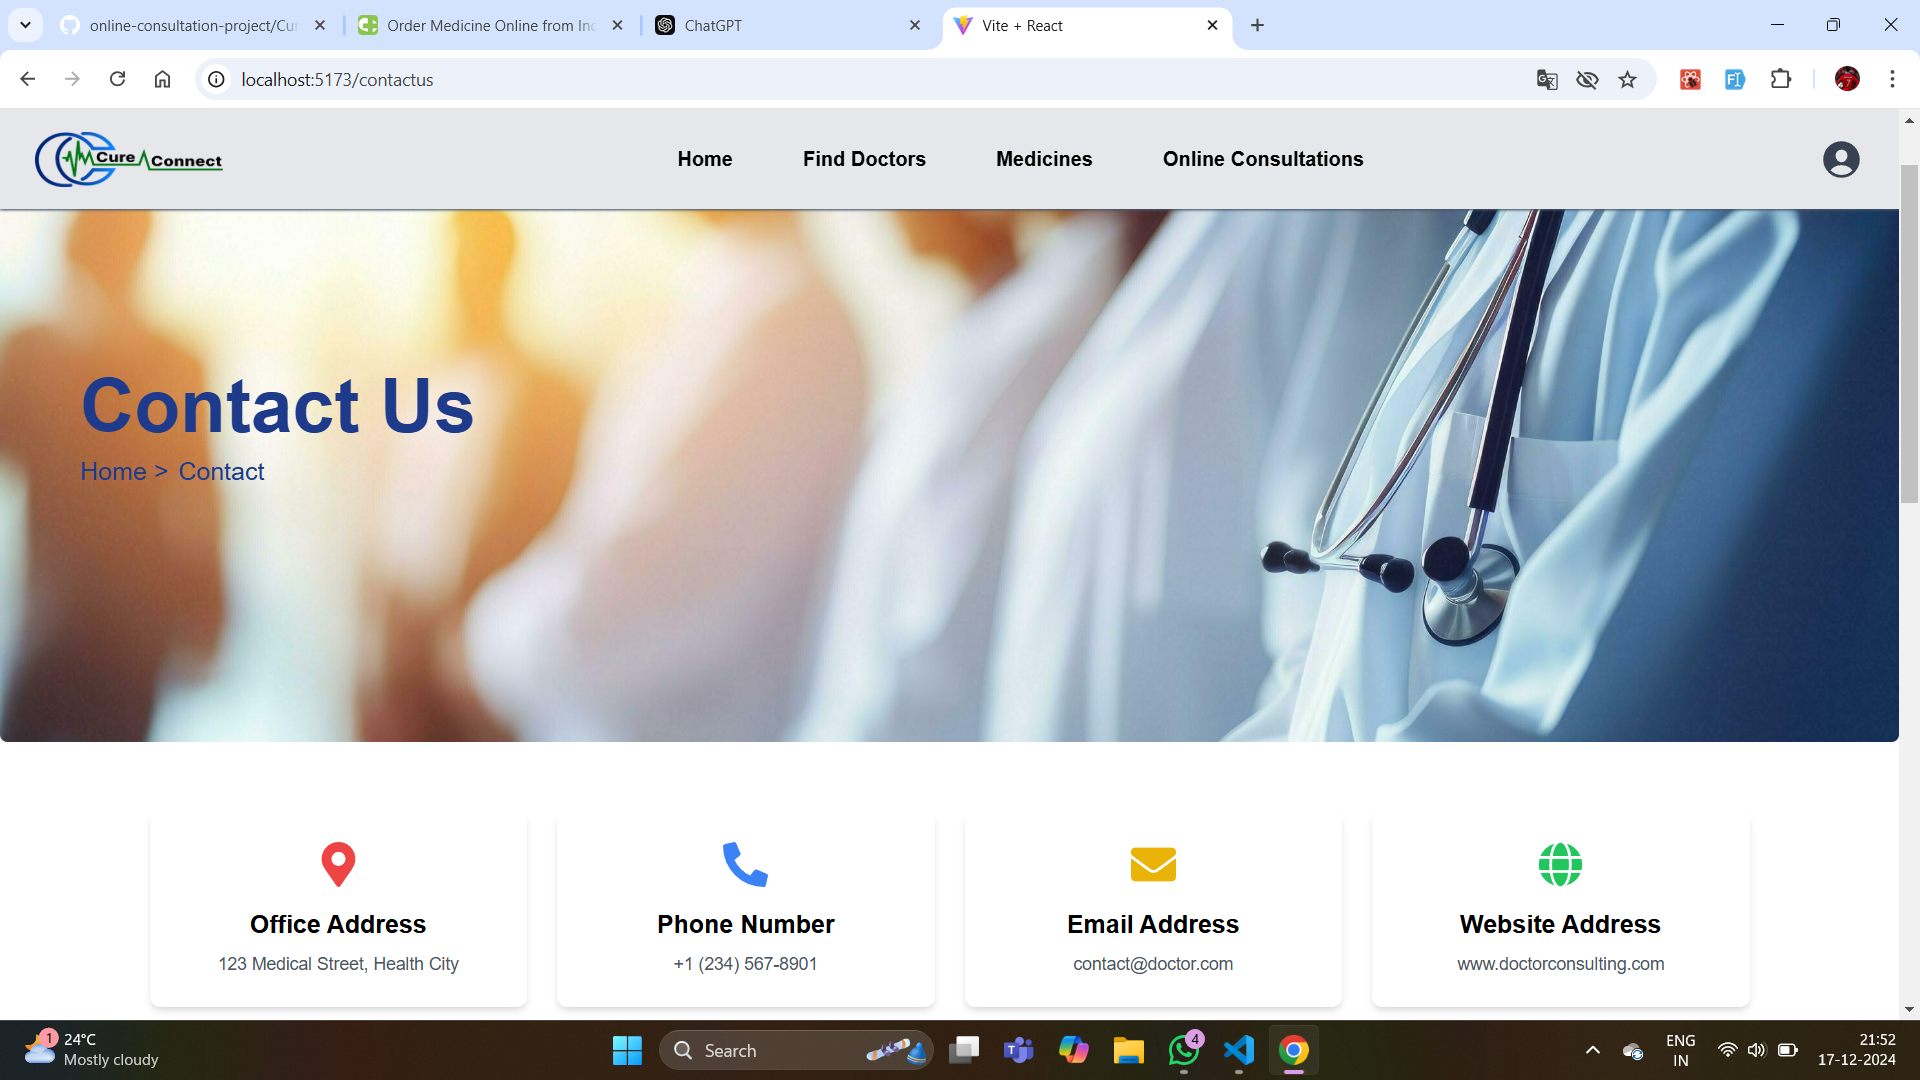 online-consultation-project/Cur
Order Medicine Online from Inc
ChatGPT
Vite + React
localhost:5173/contactus
Cure Connect
Home
Find Doctors
Medicines
Online Consultations
Contact Us
Home > Contact
Office Address
Phone Number
Email Address
Website Address
123 Medical Street, Health City
+1 (234) 567-8901
contact@doctor.com
www.doctorconsulting.com
1
24°C
Mostly cloudy
Search
4
ENG
IN
21:52
17-12-2024